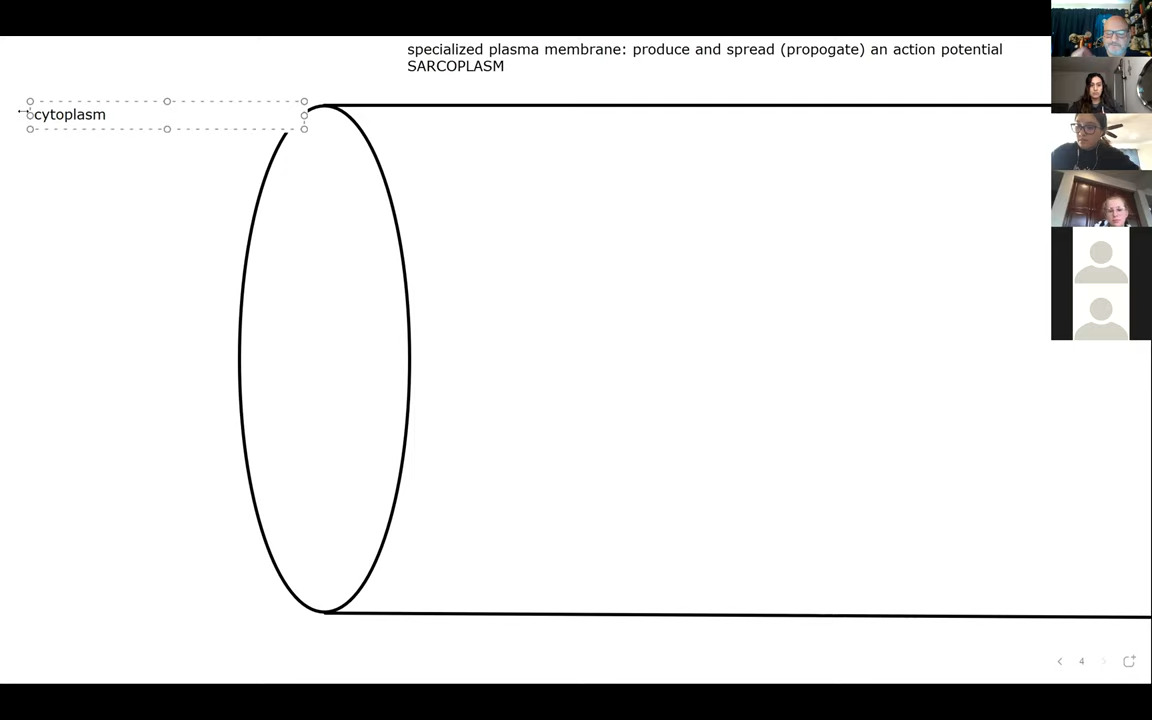 specialized plasma membrane: produce and spread (propogate) an action potential
SARCOPLASM
cytoplasm
4